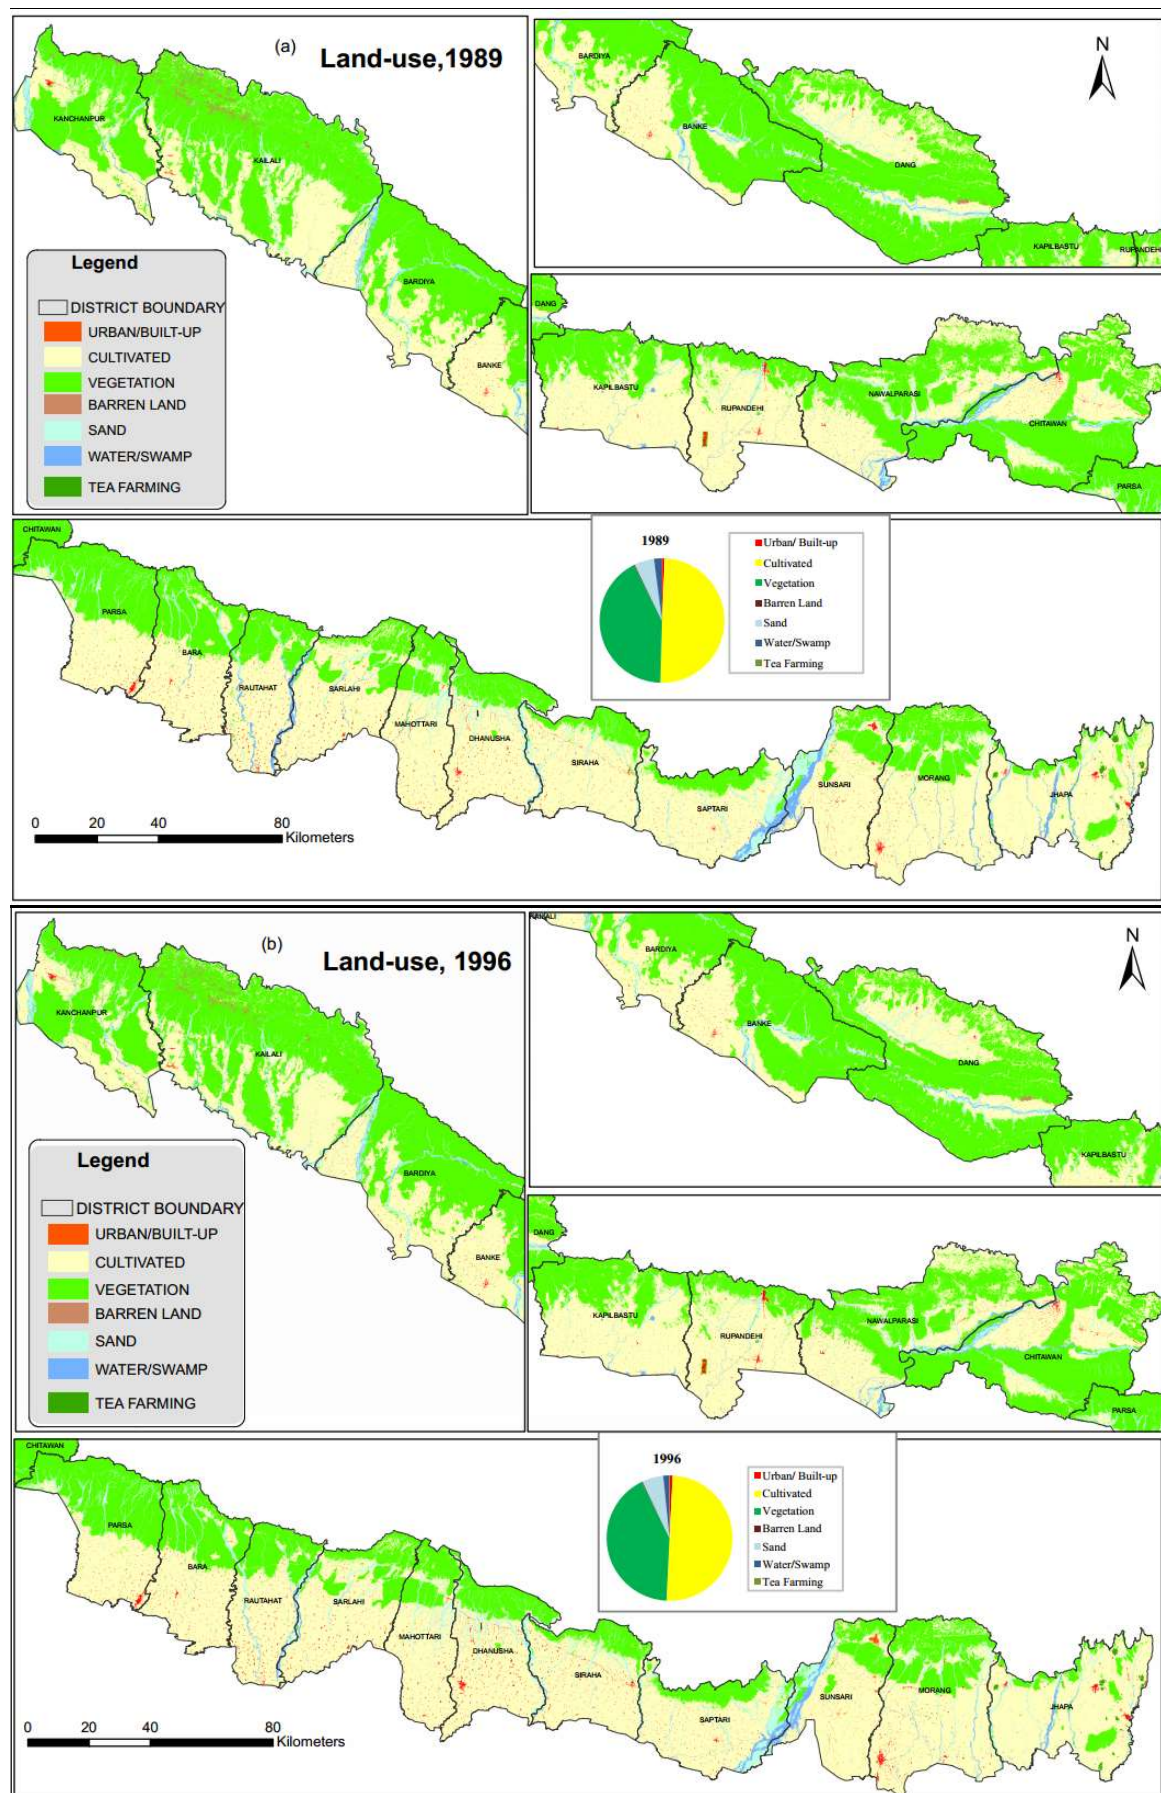 (a)
Land-use,1989
KANCHANPUR
KAILALI
BARDIYA
BANKE
Legend
DISTRICT BOUNDARY
URBAN/BUILT-UP
CULTIVATED
VEGETATION
BARREN LAND
SAND
WATER/SWAMP
TEA FARMING
N
BARDIYA
BANKE
DANG
KAPILBASTU
RUPANDEHI
DANG
KAPILBASTU
RUPANDEHI
NAWALPARASI
CHITAWAN
PARSA
CHITAWAN
PARSA
BARA
RAUTAHAT
SARLAHI
MAHOTTARI
DHANUSHA
SIRAHA
SAPTARI
SUNSARI
MORANG
JHAPA
1989
Urban/ Built-up
Cultivated
Vegetation
Barren Land
Sand
Water/Swamp
Tea Farming
0 20 40 80
Kilometers
(b)
Land-use, 1996
KANCHANPUR
KAILALI
BARDIYA
BANKE
Legend
DISTRICT BOUNDARY
URBAN/BUILT-UP
CULTIVATED
VEGETATION
BARREN LAND
SAND
WATER/SWAMP
TEA FARMING
N
KAILALI
BARDIYA
BANKE
DANG
KAPILBASTU
DANG
KAPILBASTU
RUPANDEHI
NAWALPARASI
CHITAWAN
PARSA
CHITAWAN
PARSA
BARA
RAUTAHAT
SARLAHI
MAHOTTARI
DHANUSHA
SIRAHA
SAPTARI
SUNSARI
MORANG
JHAPA
1996
Urban/ Built-up
Cultivated
Vegetation
Barren Land
Sand
Water/Swamp
Tea Farming
0 20 40 80
Kilometers